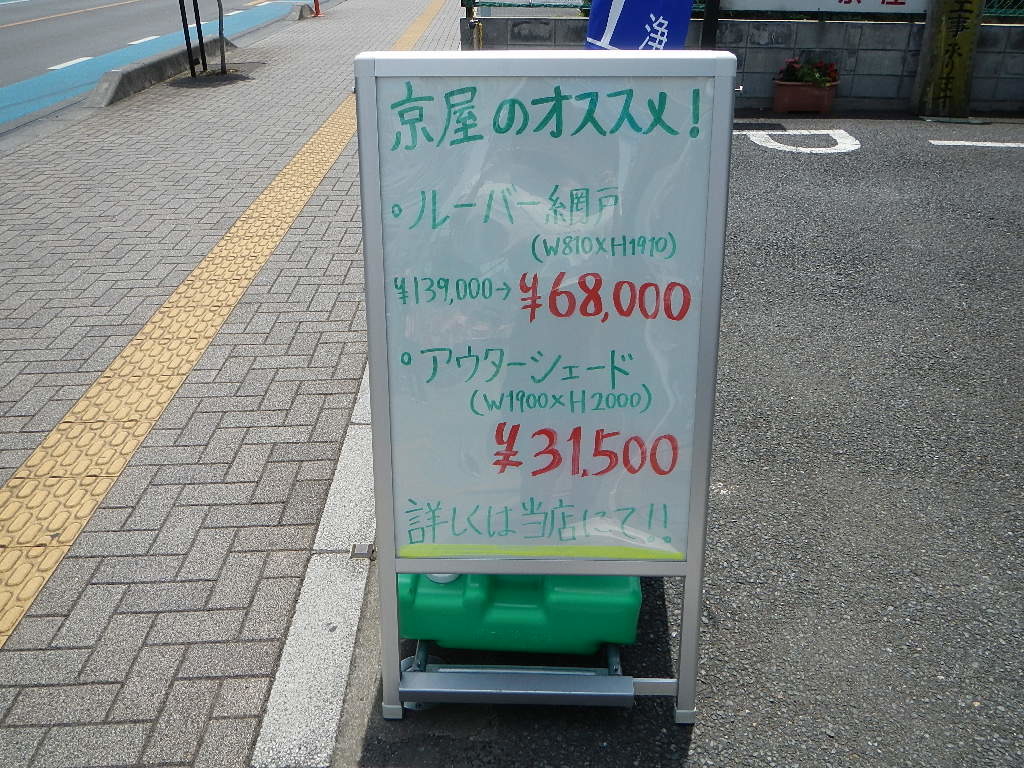 浄
京屋のオススメ!
・ルーバー網戸
(W810×H1910)
¥139,000→¥68,000
・アウターシェード
(W1900×H2000)
¥31,500
詳しくは当店にて!!